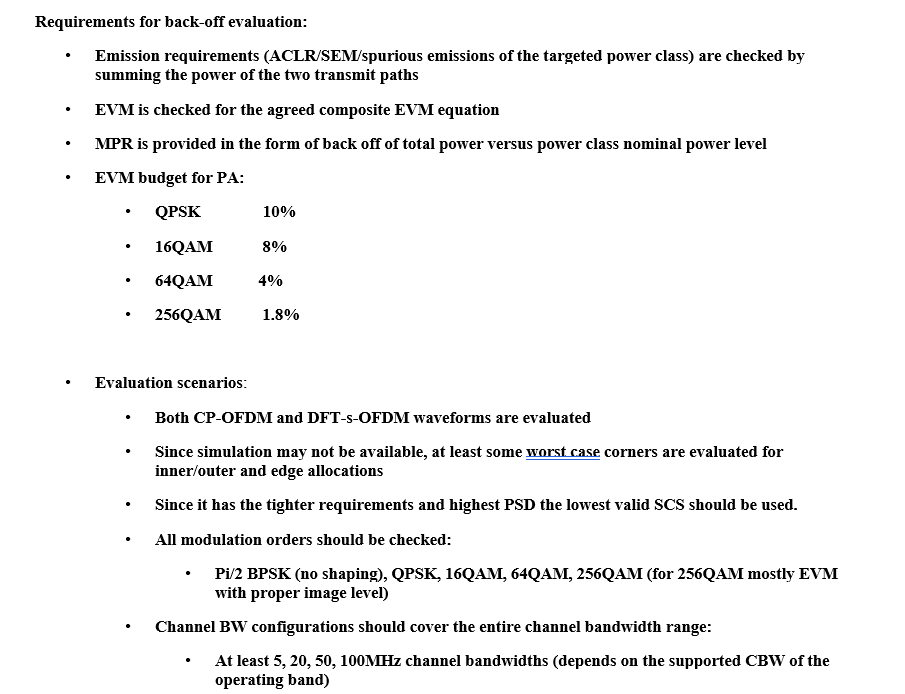 Requirements for back-off evaluation:
• Emission requirements (ACLR/SEM/spurious emissions of the targeted power class) are checked by
summing the power of the two transmit paths
• EVM is checked for the agreed composite EVM equation
• MPR is provided in the form of back off of total power versus power class nominal power level
• EVM budget for PA:
• QPSK 10%
• 16QAM 8%
• 64QAM 4%
• 256QAM 1.8%
• Evaluation scenarios:
• Both CP-OFDM and DFT-s-OFDM waveforms are evaluated
• Since simulation may not be available, at least some worst case corners are evaluated for
inner/outer and edge allocations
• Since it has the tighter requirements and highest PSD the lowest valid SCS should be used.
• All modulation orders should be checked:
• Pi/2 BPSK (no shaping), QPSK, 16QAM, 64QAM, 256QAM (for 256QAM mostly EVM
with proper image level)
• Channel BW configurations should cover the entire channel bandwidth range:
• At least 5, 20, 50, 100MHz channel bandwidths (depends on the supported CBW of the
operating band)